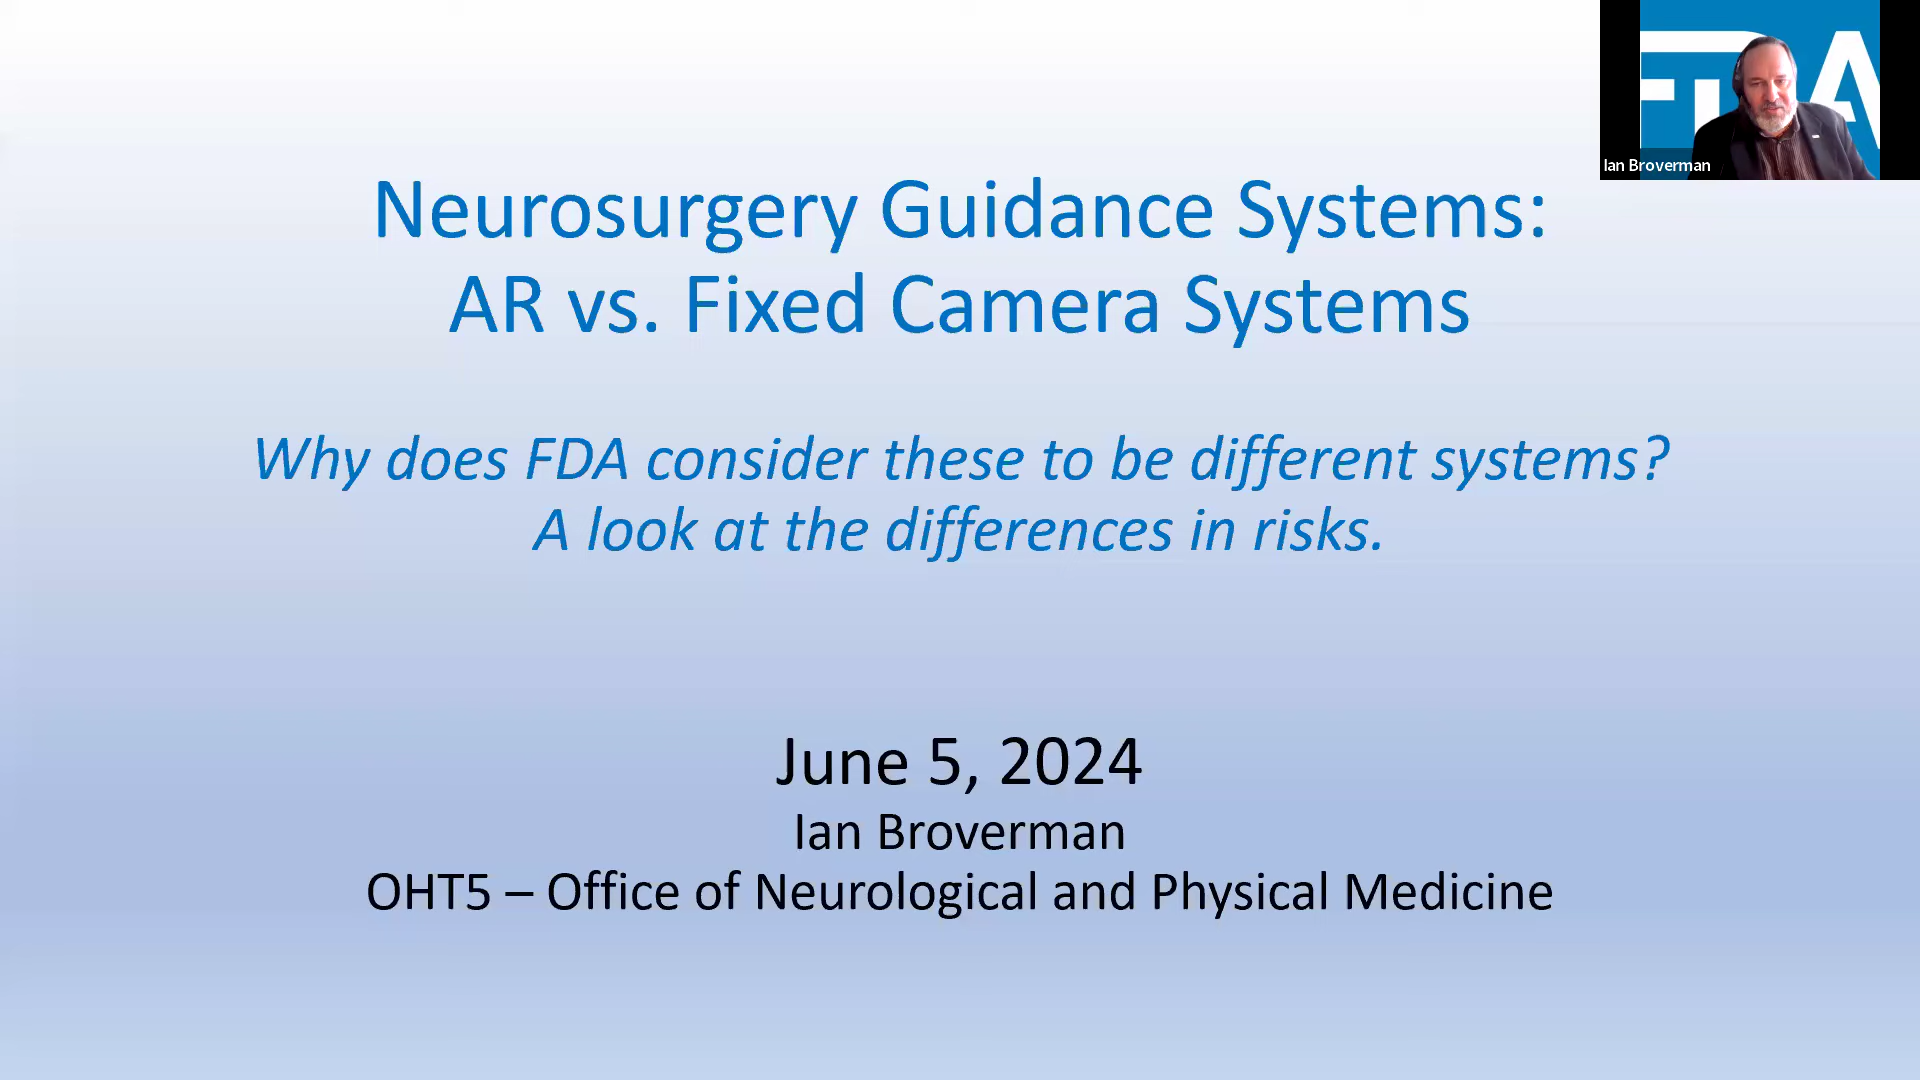 FDA
Ian Broverman
Neurosurgery Guidance Systems:
AR vs. Fixed Camera Systems
Why does FDA consider these to be different systems?
A look at the differences in risks.
June 5, 2024
Ian Broverman
OHT5 – Office of Neurological and Physical Medicine